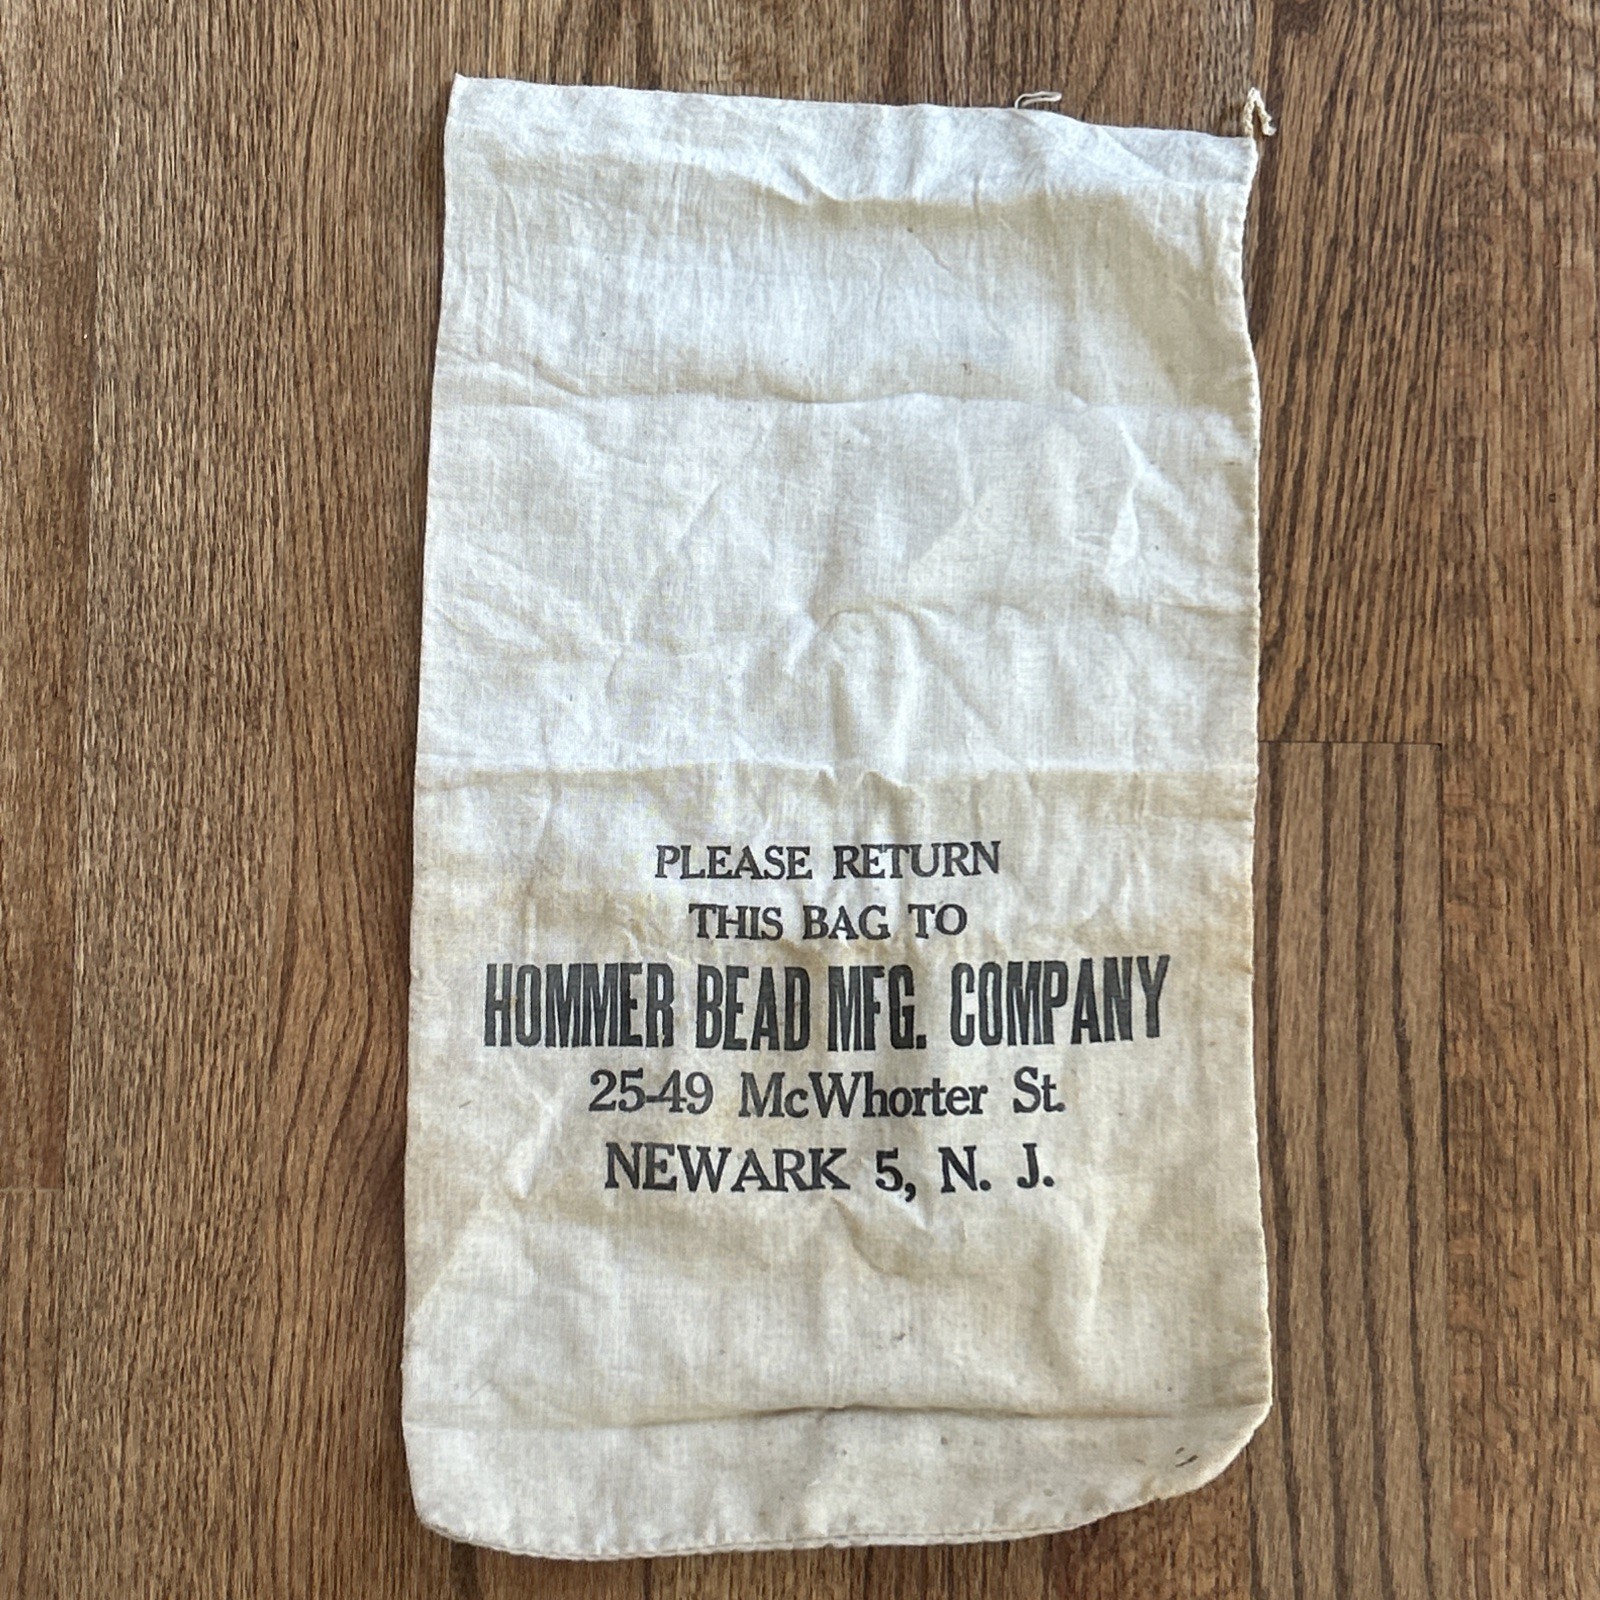 PLEASE RETURN
THIS BAG TO
HOMMER BEAD MFG. COMPANY
25-49 McWhorter St.
NEWARK 5, N. J.